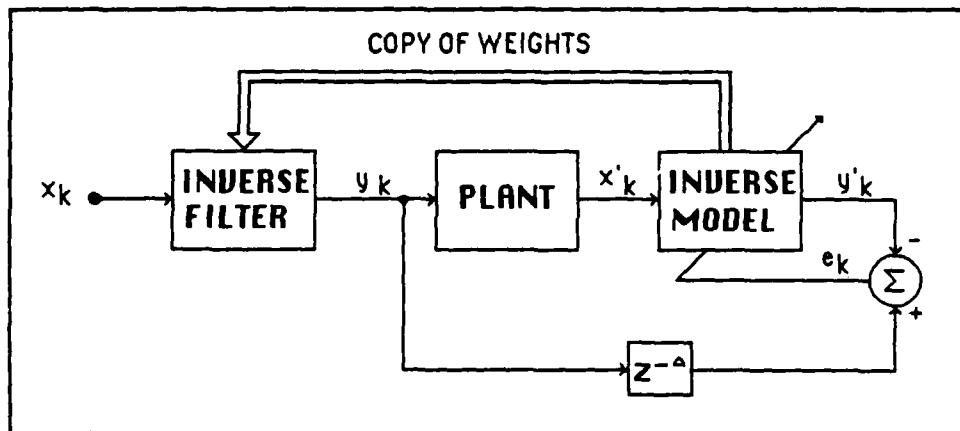 COPY OF WEIGHTS
xk
INVERSE
FILTER
yk
PLANT
x'k
INVERSE
MODEL
y'k
-
ek
Σ
+
z-Δ